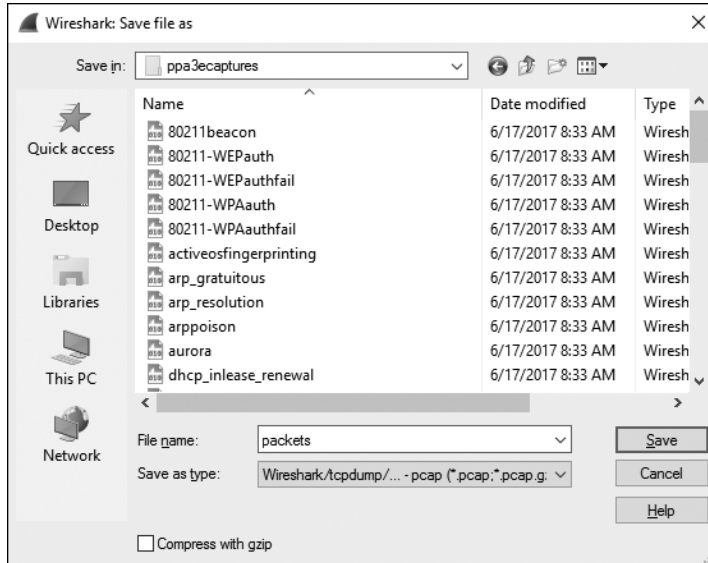 Wireshark: Save file as
Save in: ppa3ecaptures
Name Date modified Type
80211beacon 6/17/2017 8:33 AM Wiresh
80211-WEPauth 6/17/2017 8:33 AM Wiresh
80211-WEPauthfail 6/17/2017 8:33 AM Wiresh
80211-WPAauth 6/17/2017 8:33 AM Wiresh
80211-WPAauthfail 6/17/2017 8:33 AM Wiresh
activeosfingerprinting 6/17/2017 8:33 AM Wiresh
arp_gratuitous 6/17/2017 8:33 AM Wiresh
arp_resolution 6/17/2017 8:33 AM Wiresh
arppoison 6/17/2017 8:33 AM Wiresh
aurora 6/17/2017 8:33 AM Wiresh
dhcp_inlease_renewal 6/17/2017 8:33 AM Wiresh
Quick access
Desktop
Libraries
This PC
Network
File name: packets Save
Save as type: Wireshark/tcpdump/... - pcap (*.pcap;*.pcap.g: Cancel
Help
Compress with gzip